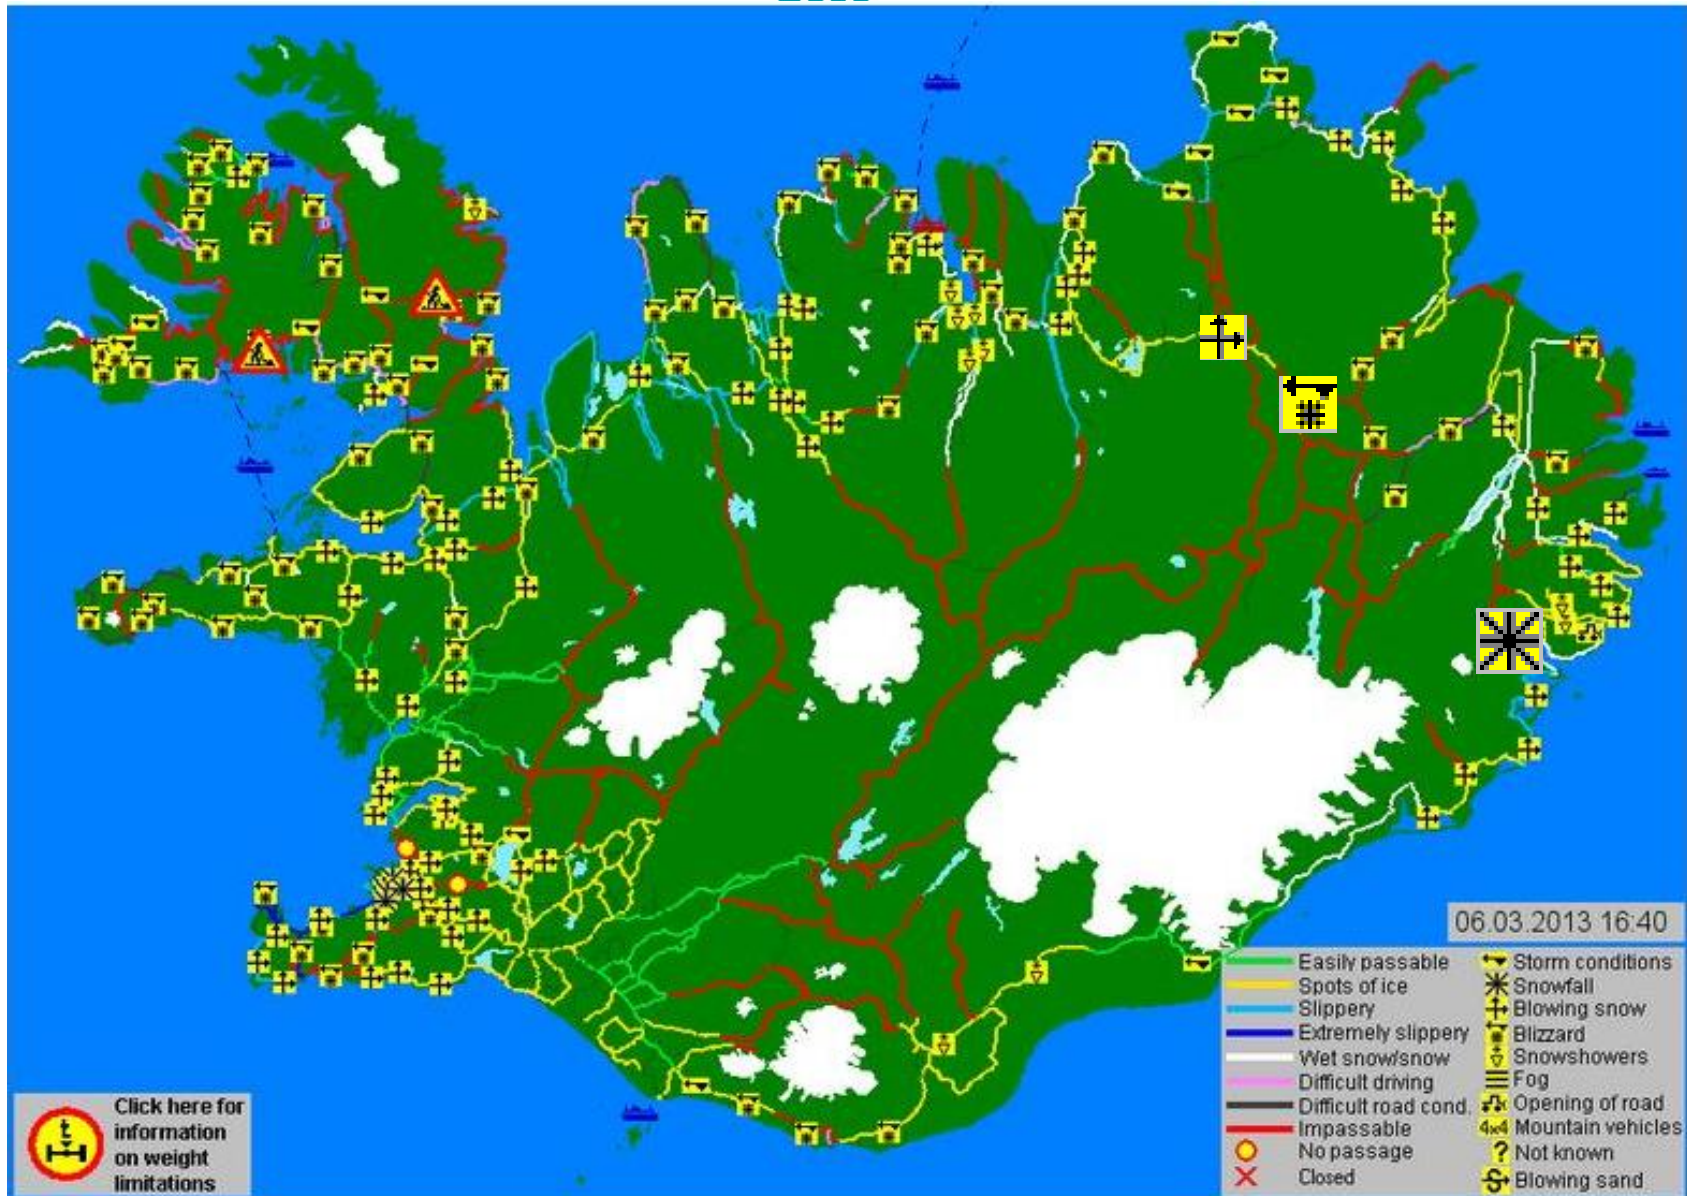 06.03.2013 16:40
Easily passable
Spots of ice
Slippery
Extremely slippery
Wet snow/snow
Difficult driving
Difficult road cond.
Impassable
No passage
Closed
Storm conditions
Snowfall
Blowing snow
Blizzard
Snowshowers
Fog
Opening of road
4x4 Mountain vehicles
? Not known
S Blowing sand
t
Click here for
information
on weight
limitations